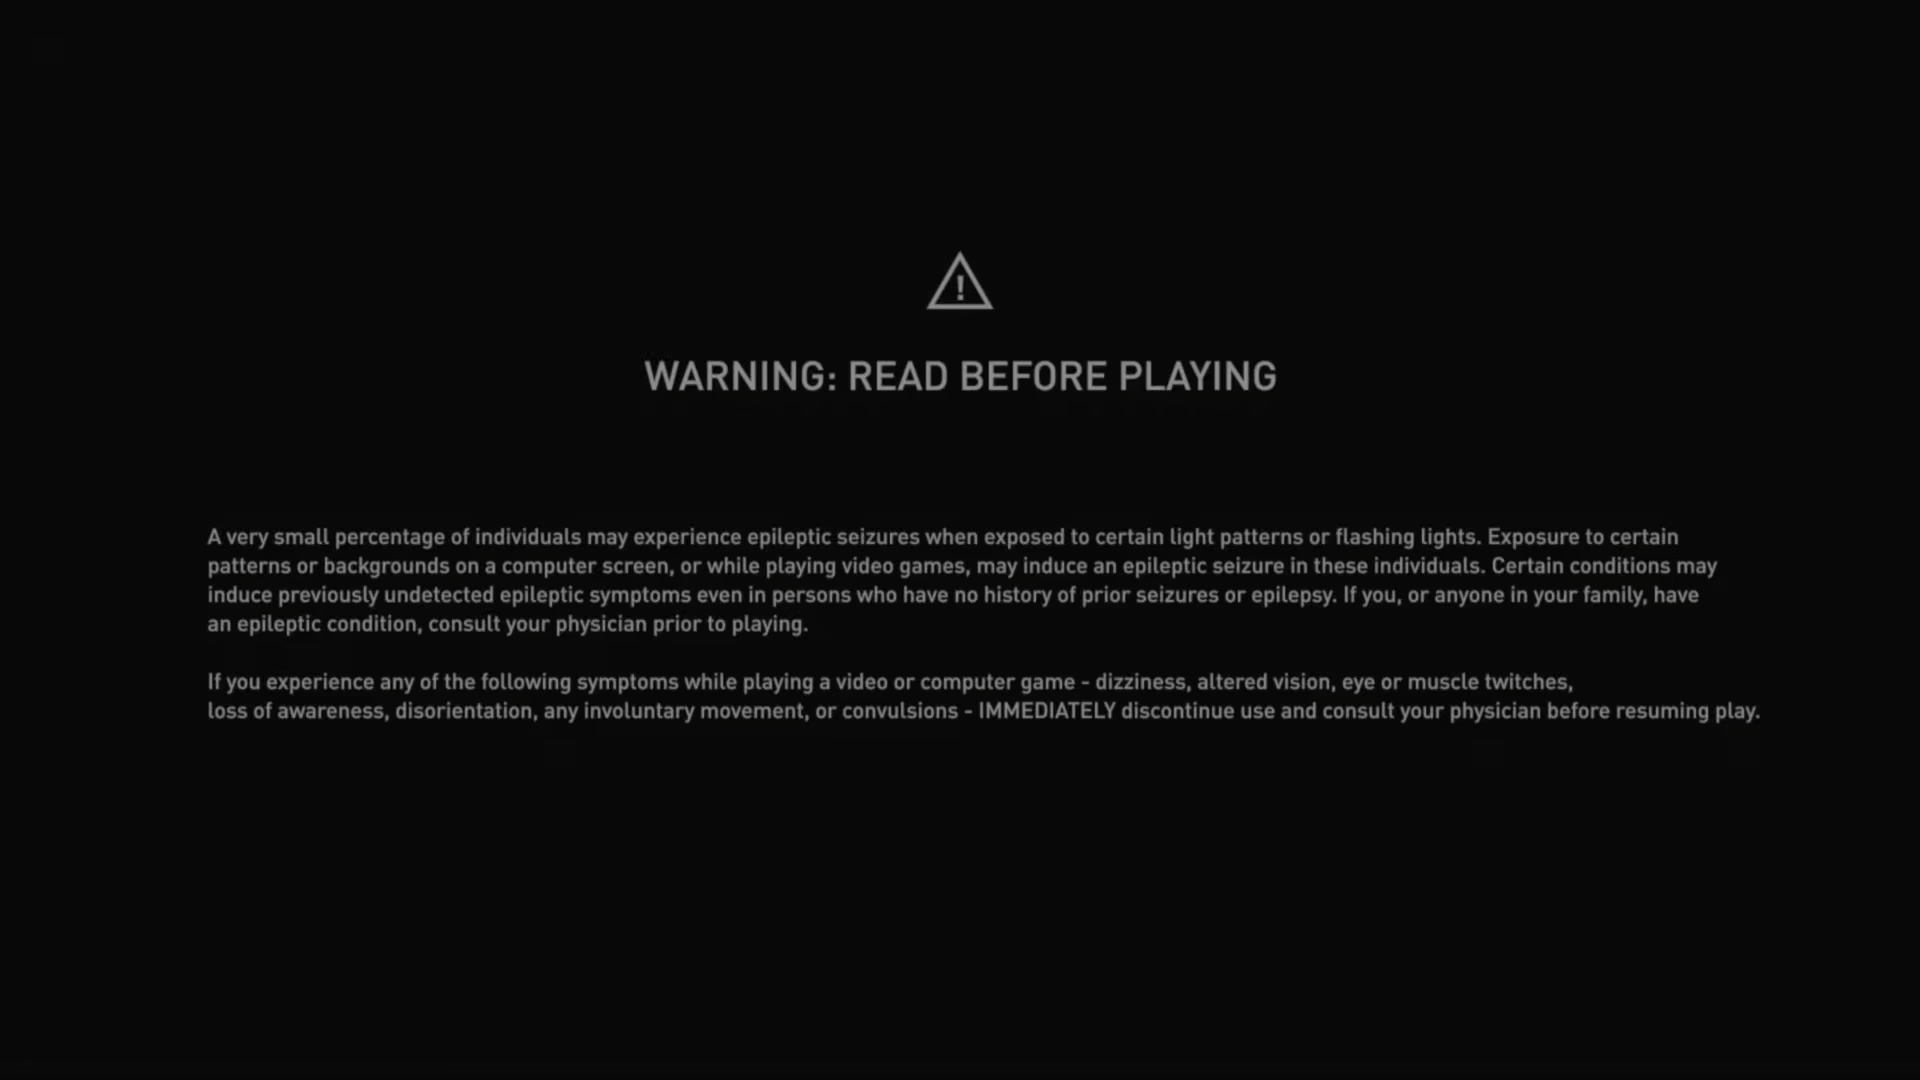 WARNING: READ BEFORE PLAYING
A very small percentage of individuals may experience epileptic seizures when exposed to certain light patterns or flashing lights. Exposure to certain
patterns or backgrounds on a computer screen, or while playing video games, may induce an epileptic seizure in these individuals. Certain conditions may
induce previously undetected epileptic symptoms even in persons who have no history of prior seizures or epilepsy. If you, or anyone in your family, have
an epileptic condition, consult your physician prior to playing.
If you experience any of the following symptoms while playing a video or computer game - dizziness, altered vision, eye or muscle twitches,
loss of awareness, disorientation, any involuntary movement, or convulsions - IMMEDIATELY discontinue use and consult your physician before resuming play.